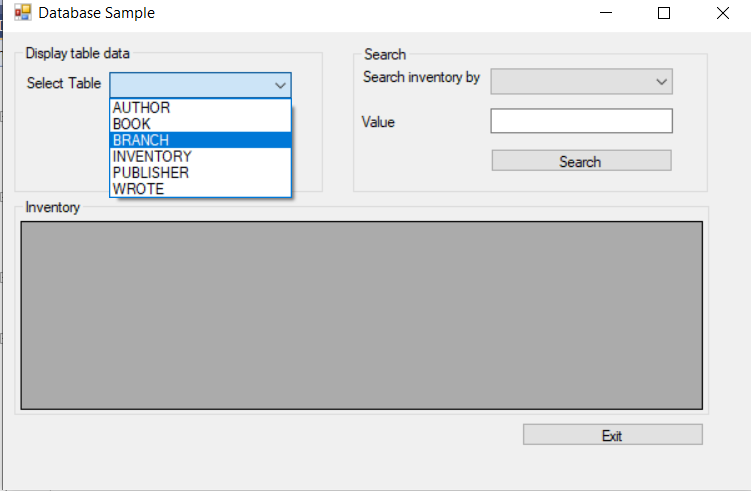 Database Sample
Display table data
Select Table
AUTHOR
BOOK
BRANCH
INVENTORY
PUBLISHER
WROTE
Search
Search inventory by
Value
Search
Inventory
Exit